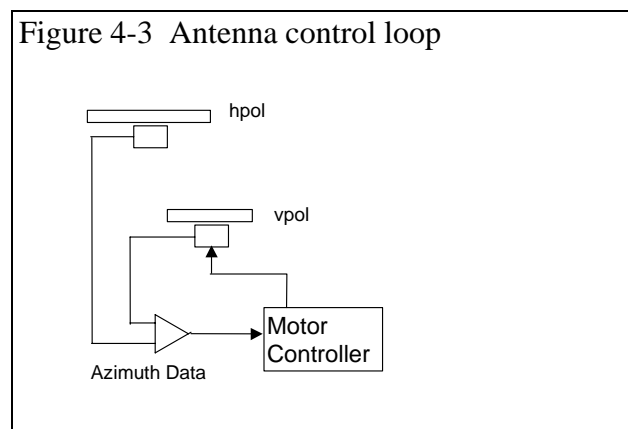 Figure 4-3 Antenna control loop
hpol
vpol
Motor
Controller
Azimuth Data